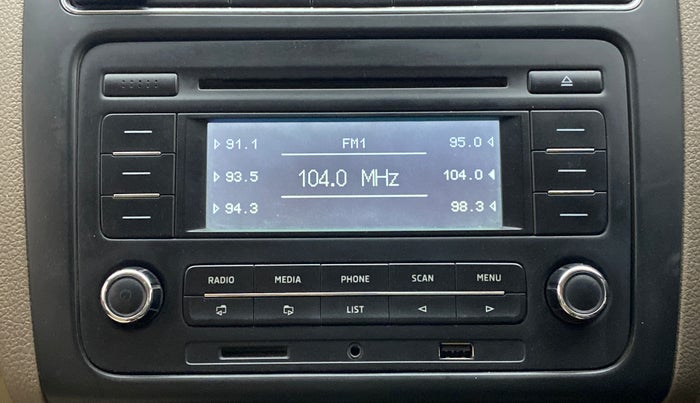 91.1 FM1 95.0
93.5 104.0 MHz 104.0
94.3 98.3
RADIO MEDIA PHONE SCAN MENU
LIST